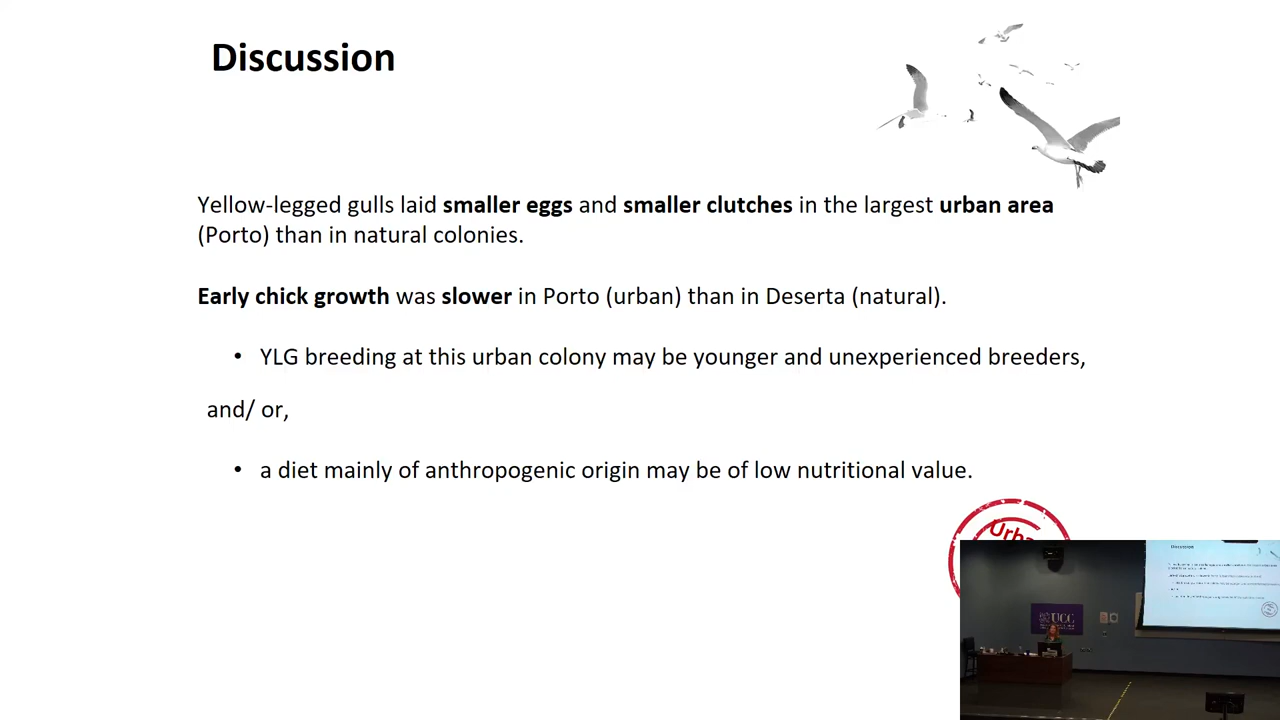 Discussion
Yellow-legged gulls laid smaller eggs and smaller clutches in the largest urban area
(Porto) than in natural colonies.
Early chick growth was slower in Porto (urban) than in Deserta (natural).
• YLG breeding at this urban colony may be younger and unexperienced breeders,
and/ or,
• a diet mainly of anthropogenic origin may be of low nutritional value.
Discussion
UCC